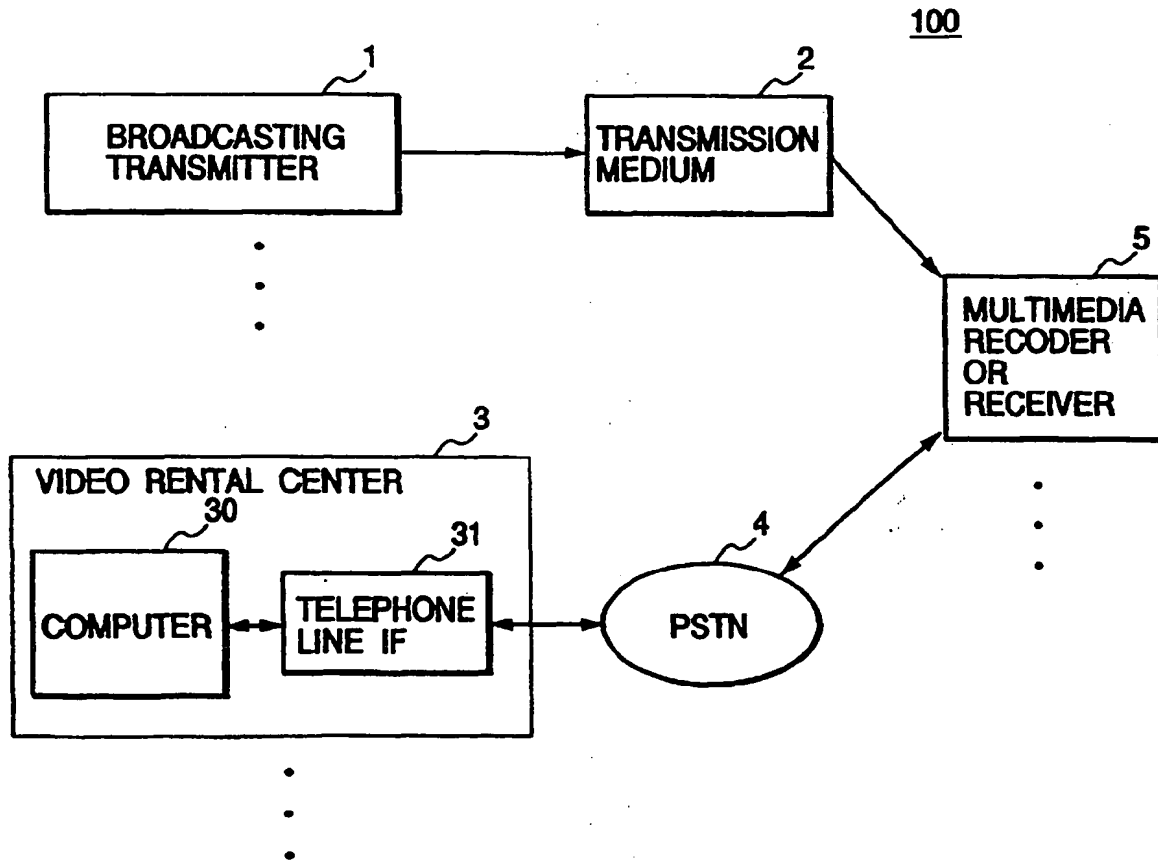 100
1
BROADCASTING
TRANSMITTER
2
TRANSMISSION
MEDIUM
5
MULTIMEDIA
RECODER
OR
RECEIVER
3
VIDEO RENTAL CENTER
30
COMPUTER
31
TELEPHONE
LINE IF
4
PSTN